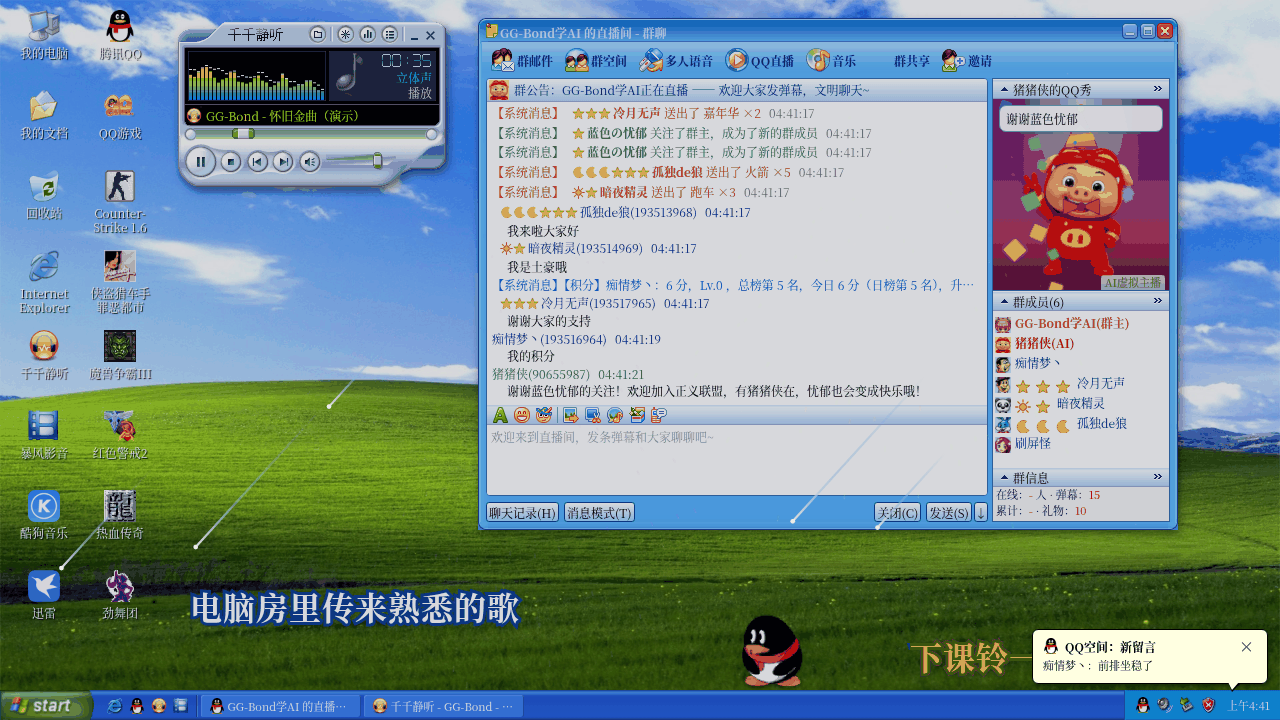 我的电脑
腾讯QQ
我的文档
QQ游戏
回收站
Counter-
Strike 1.6
Internet
Explorer
侠盗猎车手
罪恶都市
千千静听
魔兽争霸III
暴风影音
红色警戒2
酷狗音乐
热血传奇
迅雷
劲舞团
千千静听
00:35
立体声
播放
GG-Bond - 怀旧金曲（演示）
GG-Bond学AI 的直播间 - 群聊
群邮件
群空间
多人语音
QQ直播
音乐
群共享
邀请
群公告：GG-Bond学AI正在直播 —— 欢迎大家发弹幕，文明聊天~
【系统消息】 冷月无声 送出了 嘉年华 ×2 04:41:17
【系统消息】 蓝色の忧郁 关注了群主，成为了新的群成员 04:41:17
【系统消息】 蓝色の忧郁 关注了群主，成为了新的群成员 04:41:17
【系统消息】 孤独de狼 送出了 火箭 ×5 04:41:17
【系统消息】 暗夜精灵 送出了 跑车 ×3 04:41:17
孤独de狼(193513968) 04:41:17
我来啦大家好
暗夜精灵(193514969) 04:41:17
我是土豪哦
【系统消息】【积分】痴情梦丶：6 分，Lv.0 ，总榜第 5 名，今日 6 分（日榜第 5 名），升…
冷月无声(193517965) 04:41:17
谢谢大家的支持
痴情梦丶(193516964) 04:41:19
我的积分
猪猪侠(90655987) 04:41:21
谢谢蓝色忧郁的关注！欢迎加入正义联盟，有猪猪侠在，忧郁也会变成快乐哦！
欢迎来到直播间，发条弹幕和大家聊聊吧~
聊天记录(H)
消息模式(T)
关闭(C)
发送(S)
↓
猪猪侠的QQ秀
谢谢蓝色忧郁
AI虚拟主播
群成员(6)
GG-Bond学AI(群主)
猪猪侠(AI)
痴情梦丶
冷月无声
暗夜精灵
孤独de狼
刷屏怪
群信息
在线：- 人 · 弹幕：15
累计：- · 礼物：10
电脑房里传来熟悉的歌
下课铃一
QQ空间：新留言
痴情梦丶：前排坐稳了
start
GG-Bond学AI 的直播…
千千静听 - GG-Bond - …
上午4:41